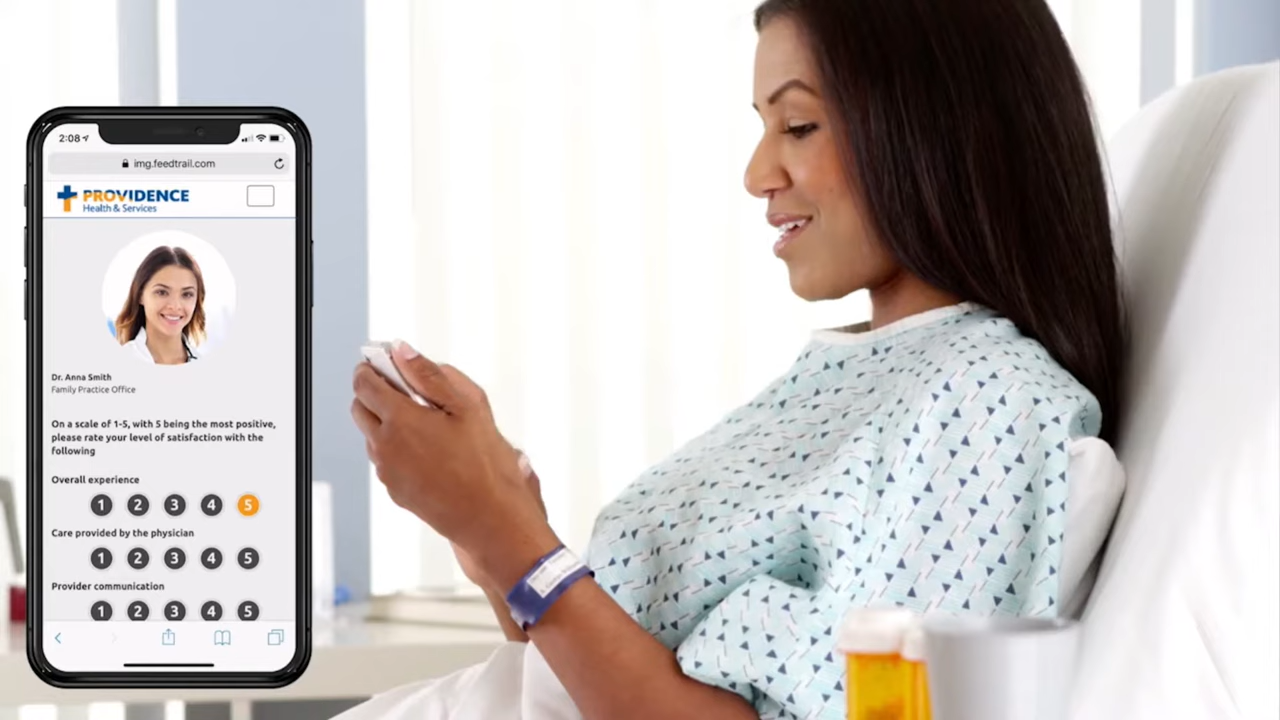 2:08
img.feedtrail.com
PROVIDENCE
Health & Services
Dr. Anna Smith
Family Practice Office
On a scale of 1-5, with 5 being the most positive,
please rate your level of satisfaction with the
following
Overall experience
1 2 3 4 5
Care provided by the physician
1 2 3 4 5
Provider communication
1 2 3 4 5